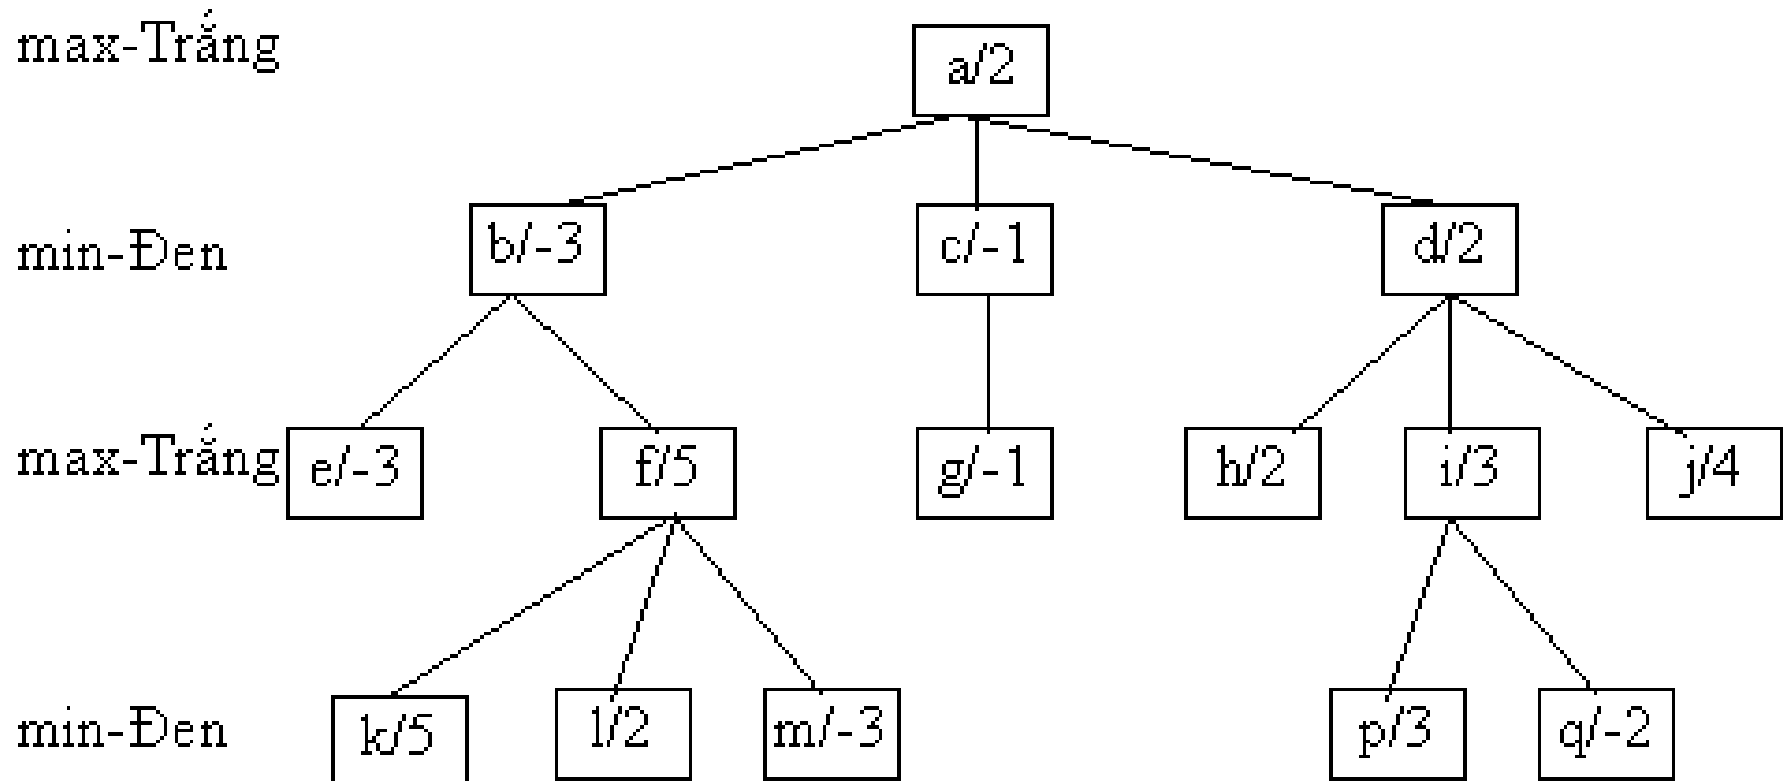 max-Trắng
a/2
min-Đen
b/-3
c/-1
d/2
max-Trắng
e/-3
f/5
g/-1
h/2
i/3
j/4
min-Đen
k/5
l/2
m/-3
p/3
q/-2